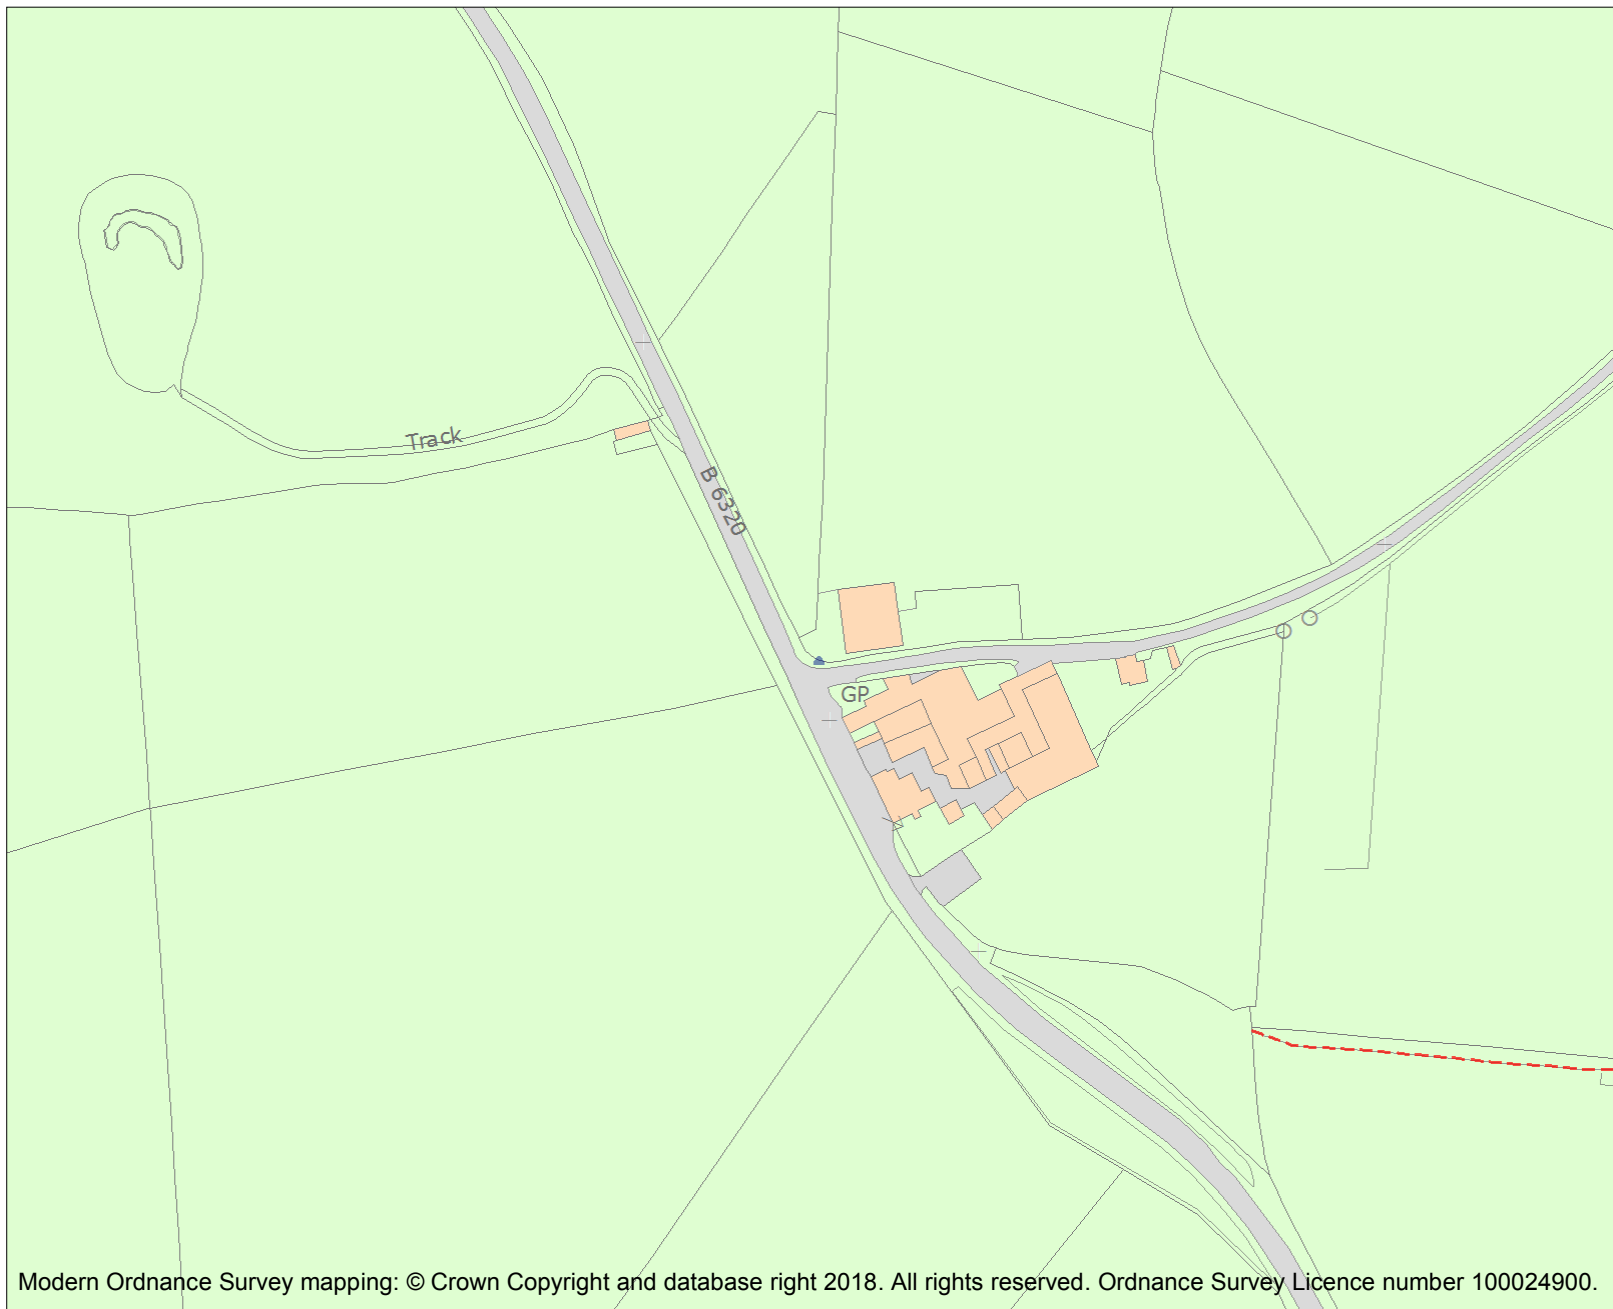 Track
B 6320
GP
Modern Ordnance Survey mapping: © Crown Copyright and database right 2018. All rights reserved. Ordnance Survey Licence number 100024900.